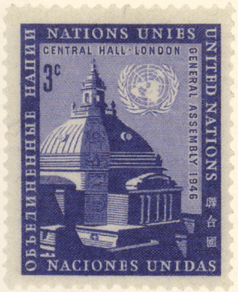 NATIONS UNIES
CENTRAL HALL-LONDON
3c
GENERAL ASSEMBLY 1946
UNITED NATIONS
ОБЪЕДИНЕННЫЕ НАЦИИ
NACIONES UNIDAS